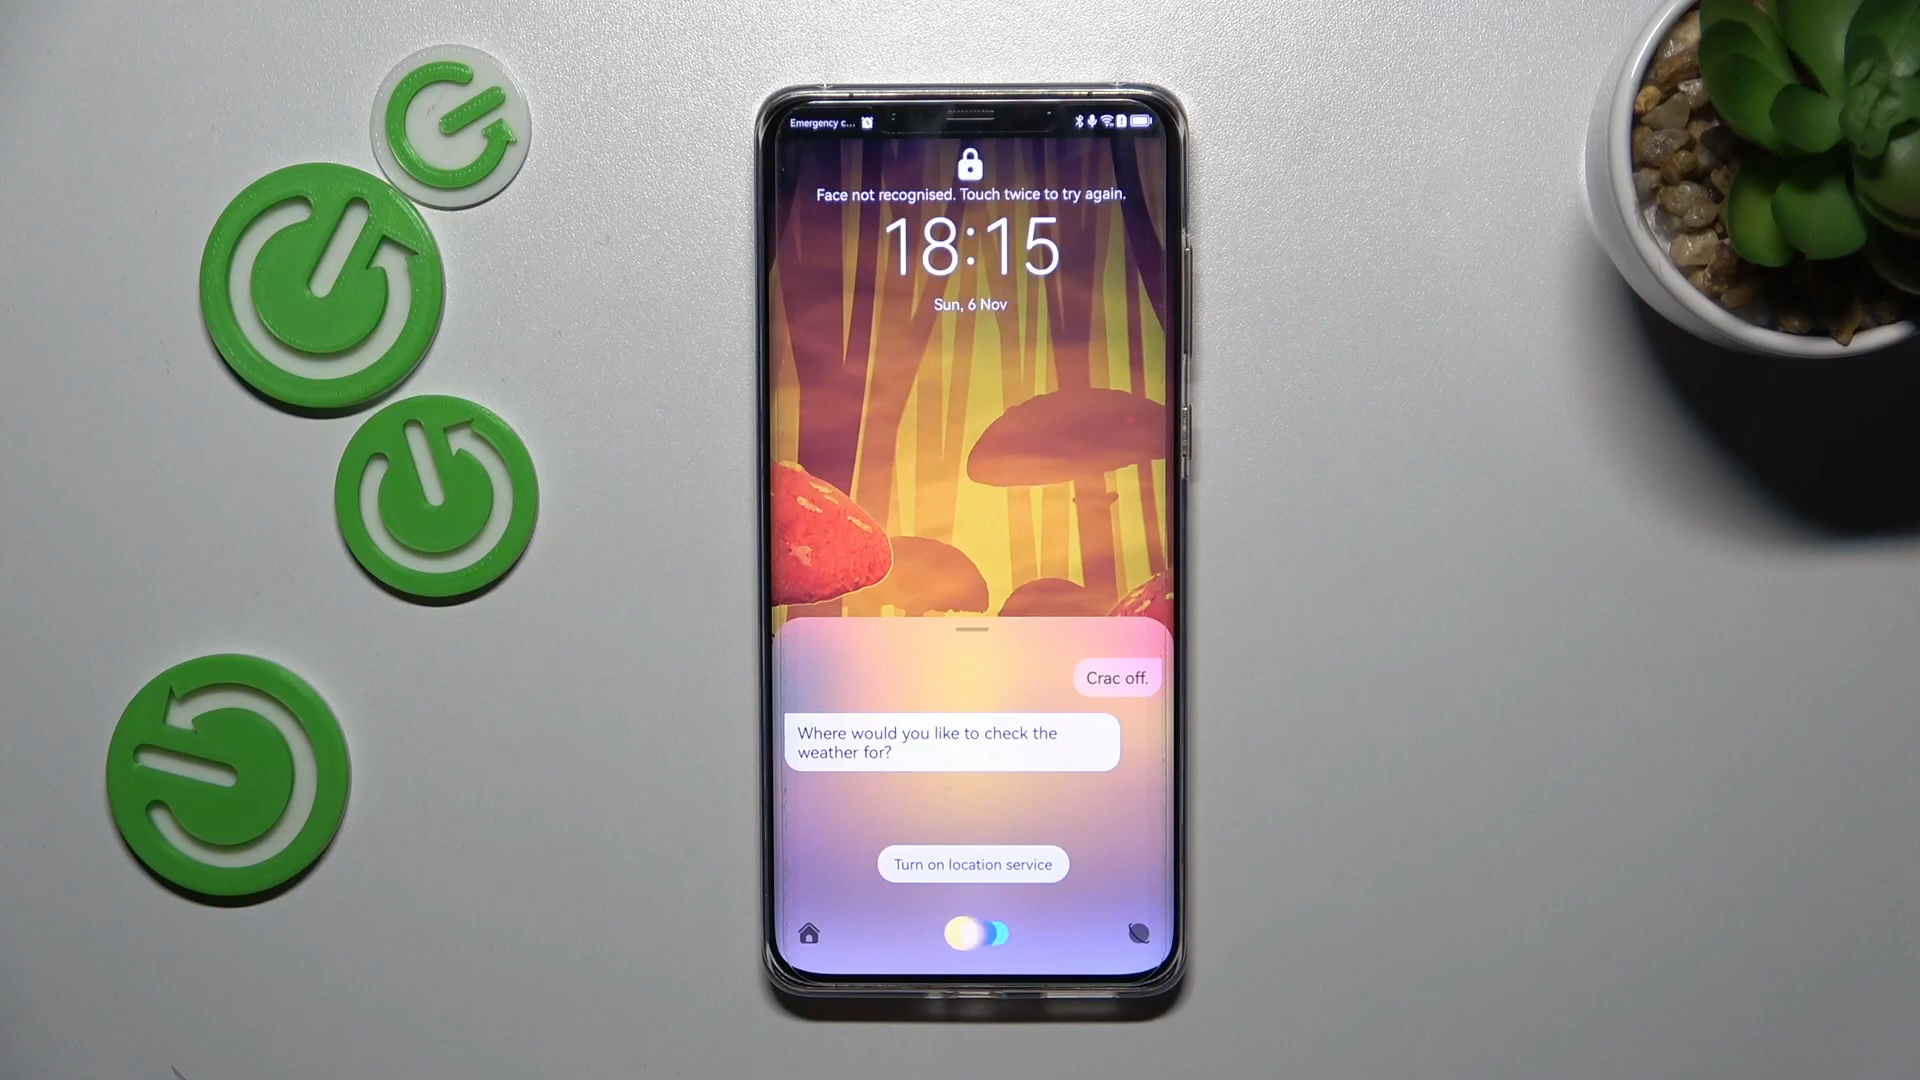 Emergency c...
Face not recognised. Touch twice to try again.
18:15
Sun, 6 Nov
Crac off.
Where would you like to check the
weather for?
Turn on location service